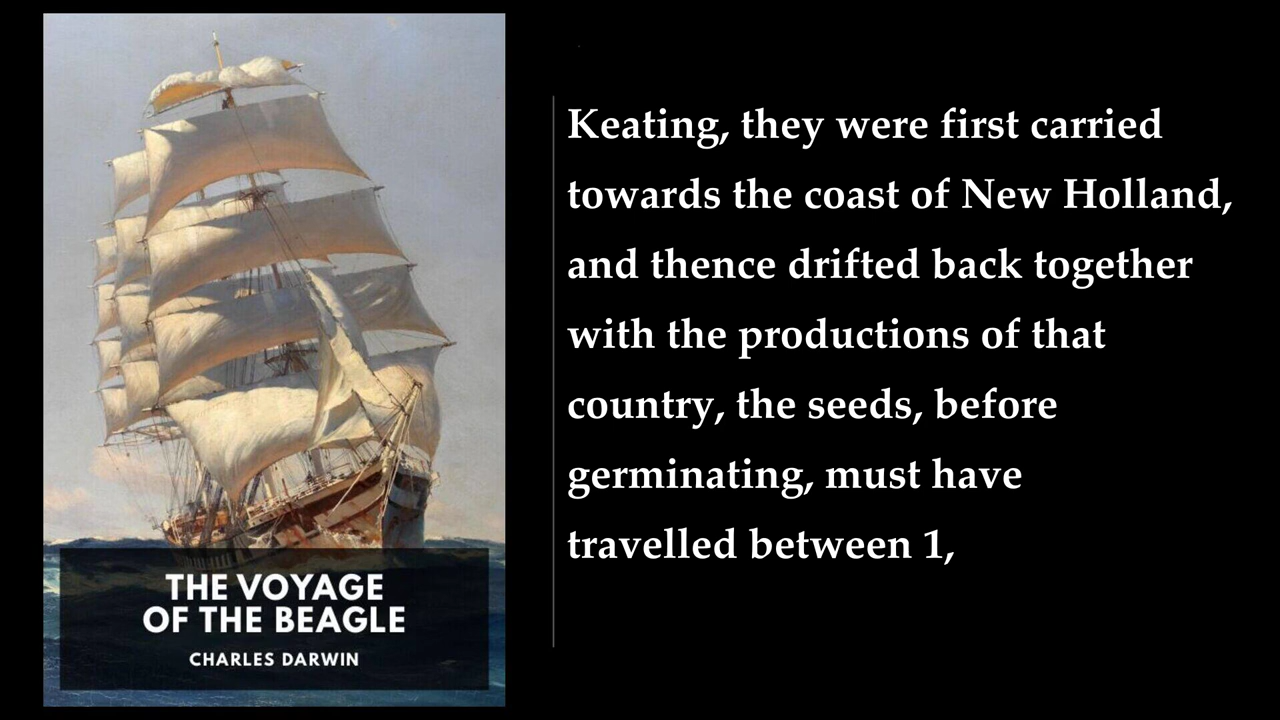 THE VOYAGE
OF THE BEAGLE
CHARLES DARWIN
Keating, they were first carried
towards the coast of New Holland,
and thence drifted back together
with the productions of that
country, the seeds, before
germinating, must have
travelled between 1,